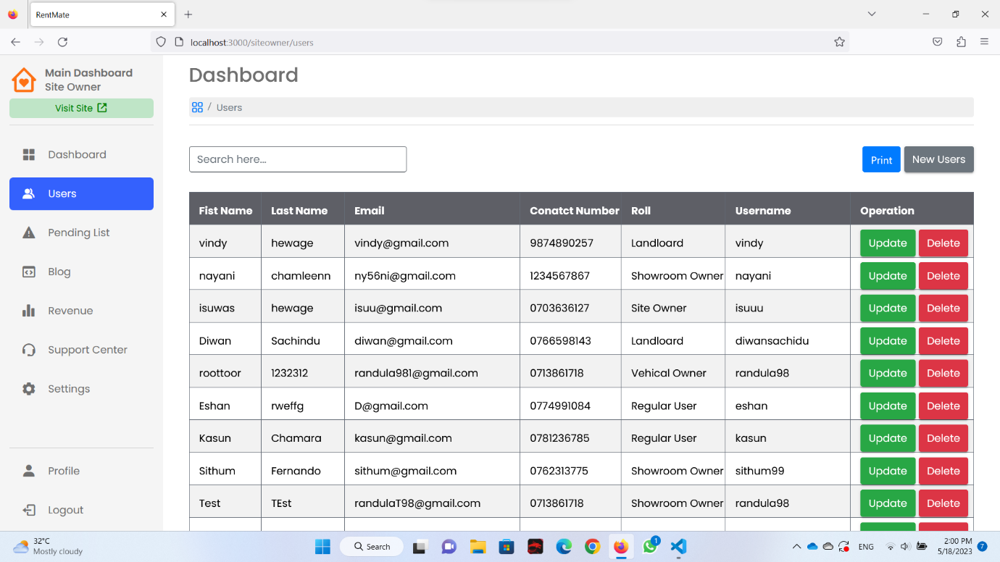 RentMate
localhost:3000/siteowner/users
Main Dashboard
Site Owner
Visit Site
Dashboard
Users
Pending List
Blog
Revenue
Support Center
Settings
Profile
Logout
Dashboard
/ Users
Search here...
Print
New Users
Fist Name Last Name Email Conatct Number Roll Username Operation
vindy hewage vindy@gmail.com 9874890257 Landloard vindy Update Delete
nayani chamleenn ny56ni@gmail.com 1234567867 Showroom Owner nayani Update Delete
isuwas hewage isuu@gmail.com 0703636127 Site Owner isuuu Update Delete
Diwan Sachindu diwan@gmail.com 0766598143 Landloard diwansachidu Update Delete
roottoor 1232312 randula981@gmail.com 0713861718 Vehical Owner randula98 Update Delete
Eshan rweffg D@gmail.com 0774991084 Regular User eshan Update Delete
Kasun Chamara kasun@gmail.com 0781236785 Regular User kasun Update Delete
Sithum Fernando sithum@gmail.com 0762313775 Showroom Owner sithum99 Update Delete
Test TEst randulaT98@gmail.com 0713861718 Showroom Owner randula98 Update Delete
32°C
Mostly cloudy
Search
1
ENG
2:00 PM
5/18/2023
7